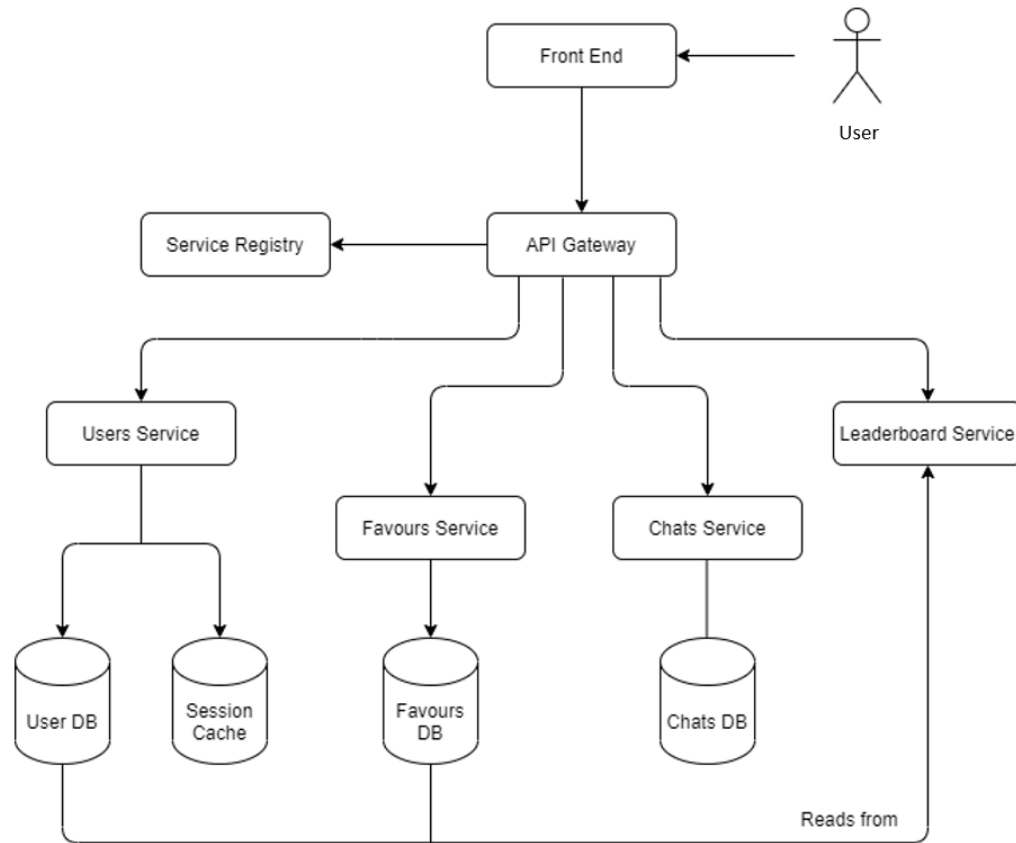 Front End
User
Service Registry
API Gateway
Users Service
Leaderboard Service
Favours Service
Chats Service
User DB
Session
Cache
Favours
DB
Chats DB
Reads from